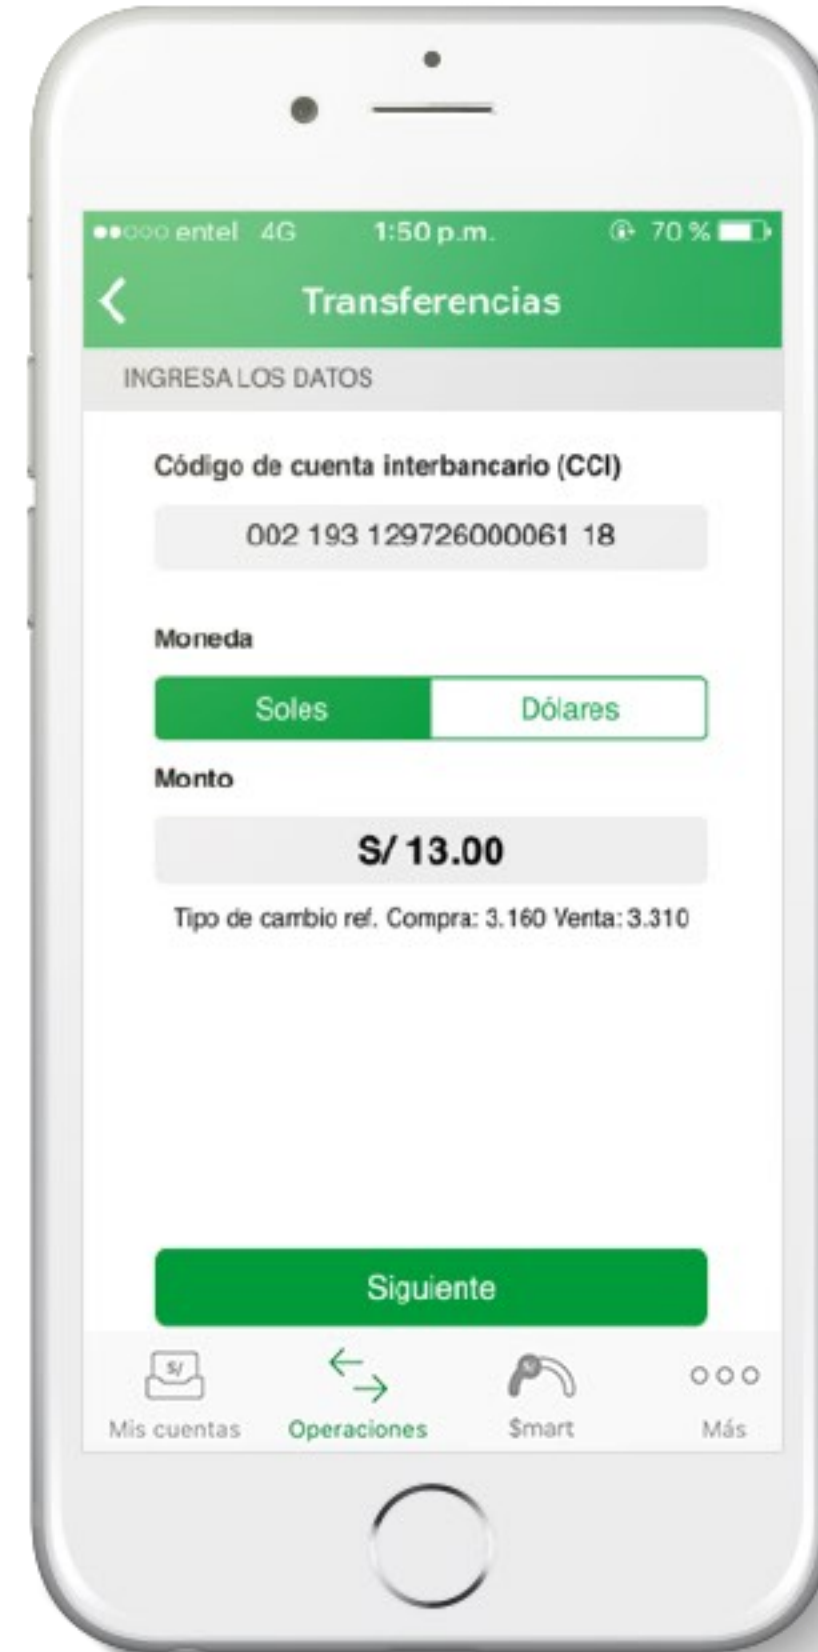 entel 4G 1:50 p.m. 70 %
Transferencias
INGRESA LOS DATOS
Código de cuenta interbancario (CCI)
002 193 129726000061 18
Moneda
Soles Dólares
Monto
S/ 13.00
Tipo de cambio ref. Compra: 3.160 Venta: 3.310
Siguiente
S/
Mis cuentas Operaciones $mart Más